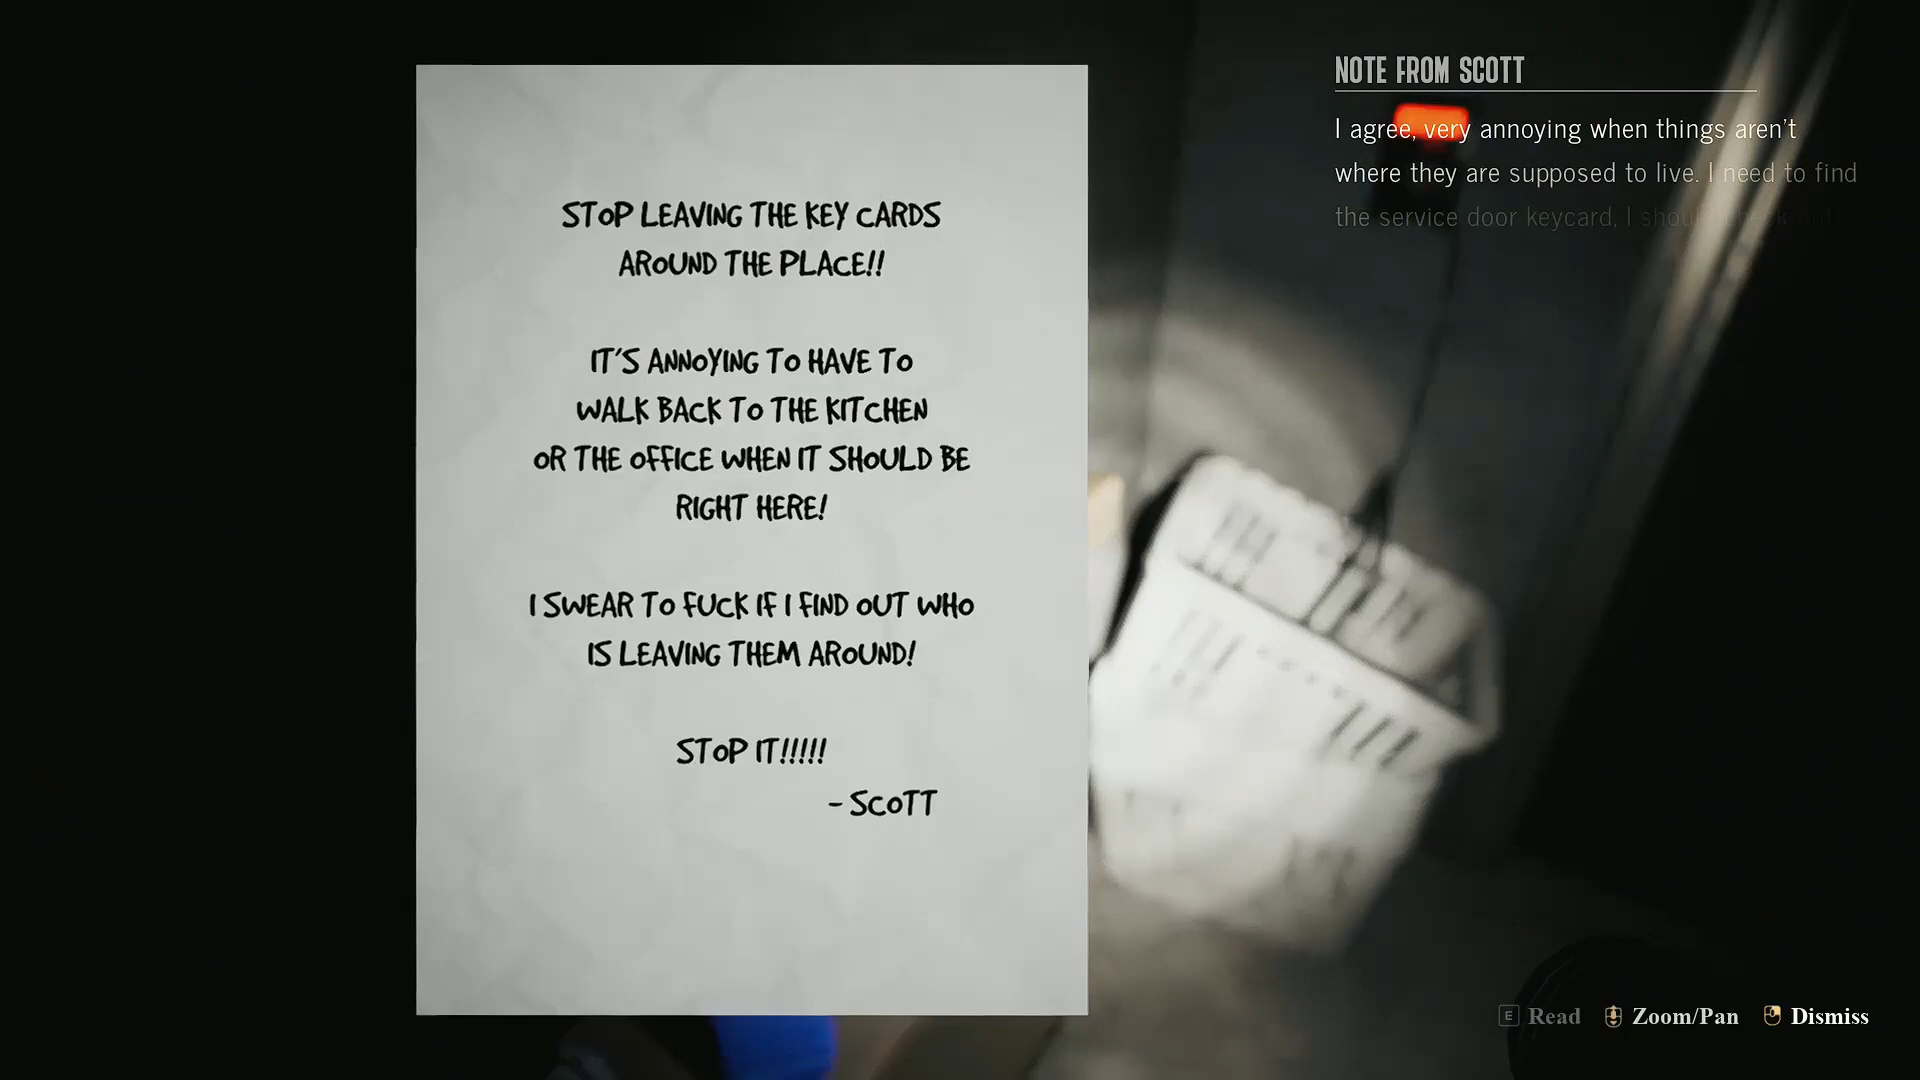 STOP LEAVING THE KEY CARDS
AROUND THE PLACE!!
IT'S ANNOYING TO HAVE TO
WALK BACK TO THE KITCHEN
OR THE OFFICE WHEN IT SHOULD BE
RIGHT HERE!
I SWEAR TO FUCK IF I FIND OUT WHO
IS LEAVING THEM AROUND!
STOP IT!!!!!
- SCOTT
NOTE FROM SCOTT
I agree, very annoying when things aren't
where they are supposed to live. I need to find
the service door keycard, I should
E Read Zoom/Pan Dismiss